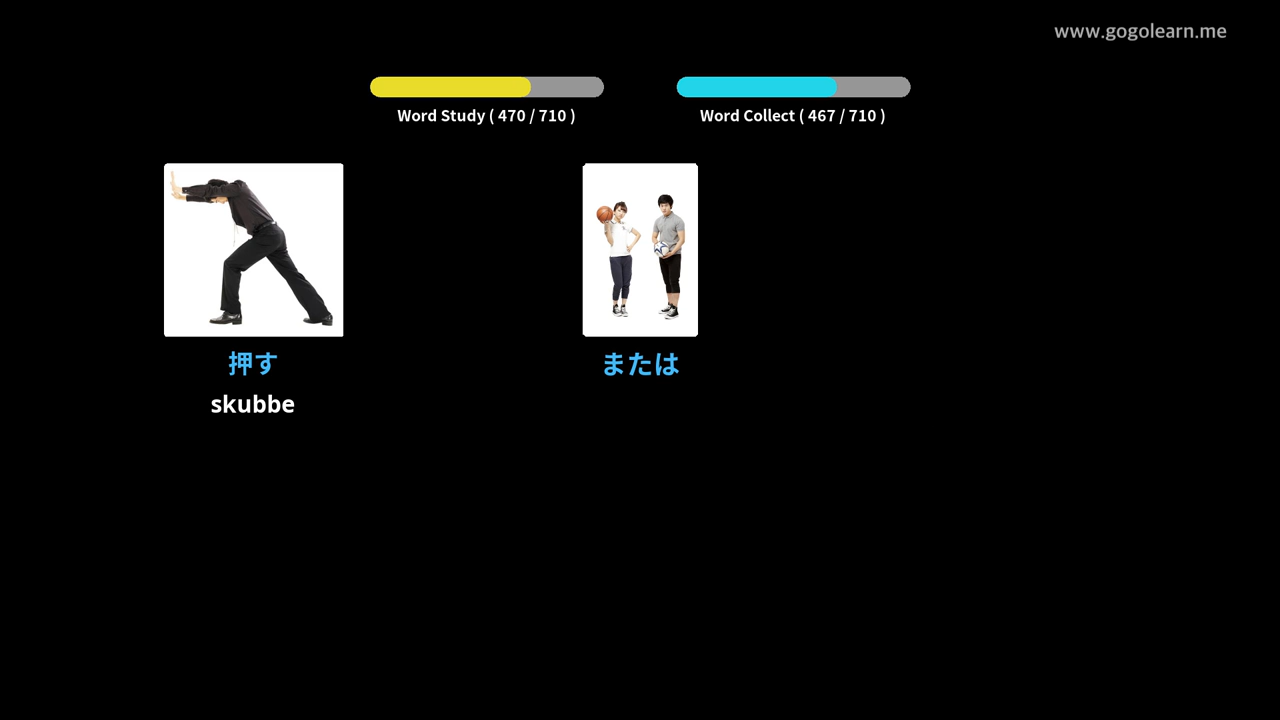 www.gogolearn.me
Word Study ( 470 / 710 )
Word Collect ( 467 / 710 )
押す
skubbe
または